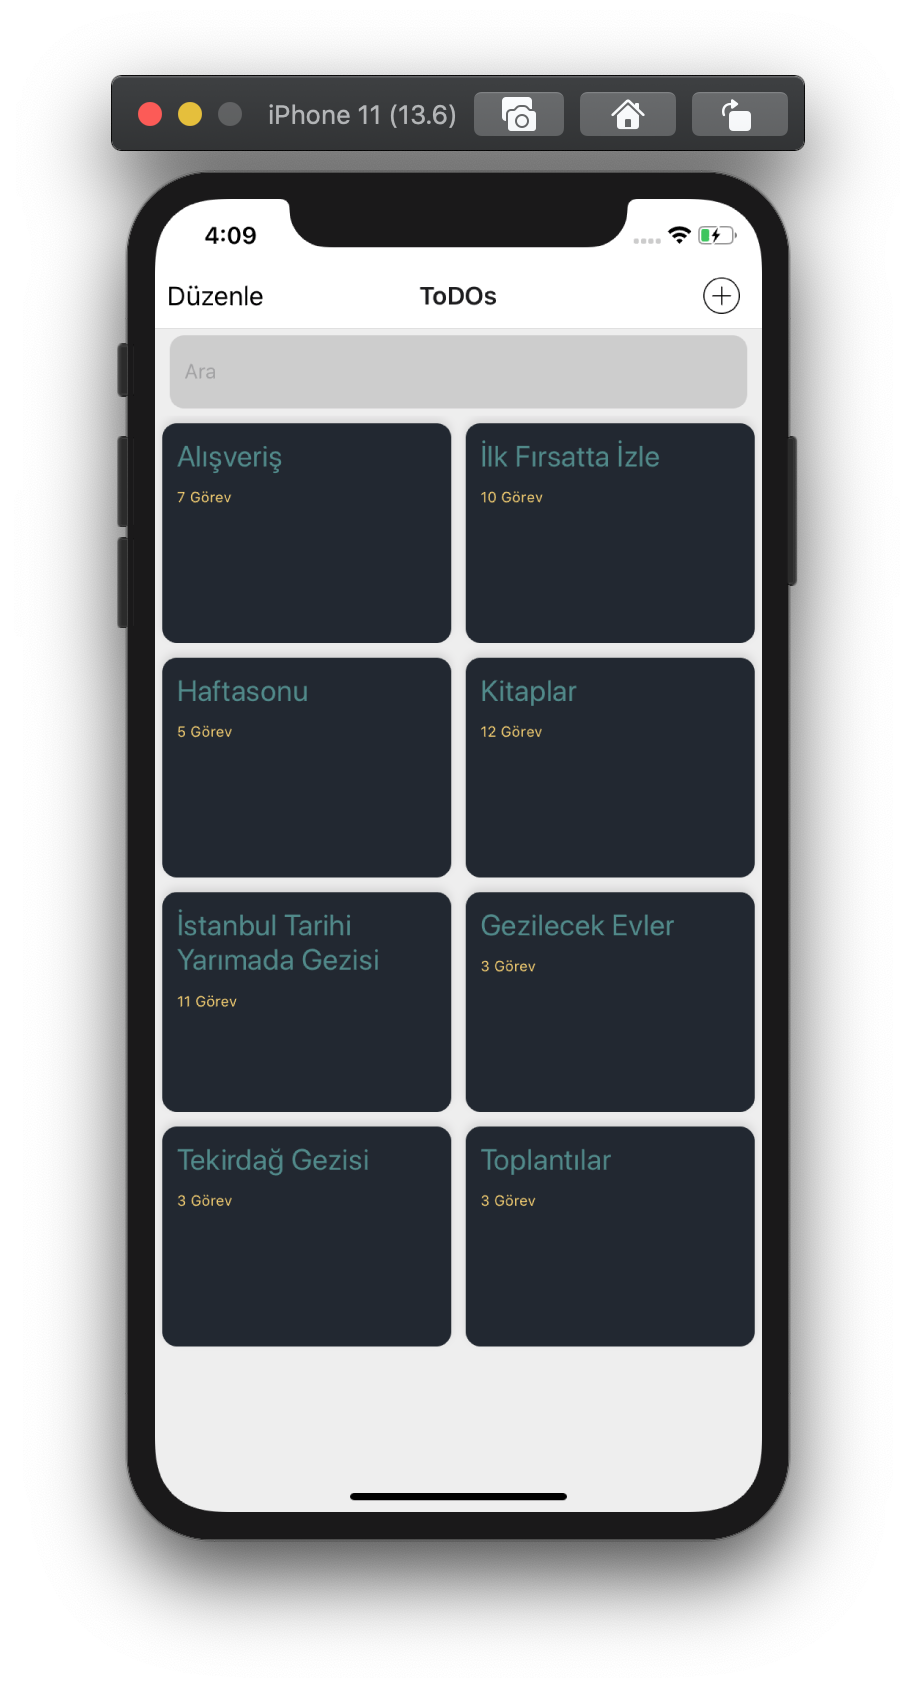 iPhone 11 (13.6)
4:09
Düzenle
ToDOs
Ara
Alışveriş
7 Görev
İlk Fırsatta İzle
10 Görev
Haftasonu
5 Görev
Kitaplar
12 Görev
İstanbul Tarihi
Yarımada Gezisi
11 Görev
Gezilecek Evler
3 Görev
Tekirdağ Gezisi
3 Görev
Toplantılar
3 Görev